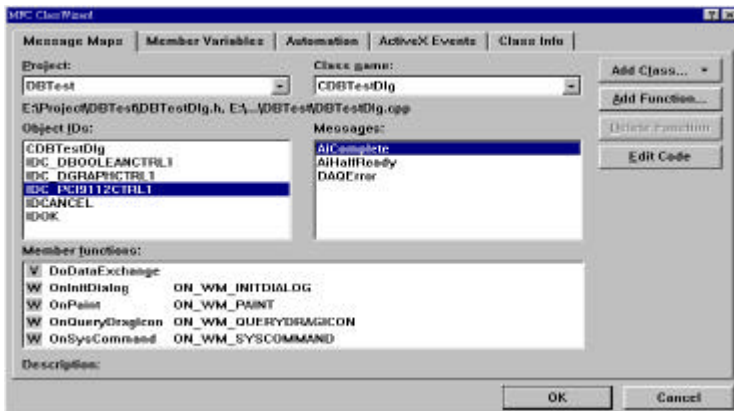 MFC ClassWizard
Message Maps
Member Variables
Automation
ActiveX Events
Class Info
Project:
DBTest
Class name:
CDBTestDlg
Add Class...
Add Function...
Delete Function
Edit Code
E:\Project\DBTest\DBTestDlg.h, E:\...\DBTest\DBTestDlg.cpp
Object IDs:
CDBTestDlg
IDC_DBOOLEANCTRL1
IDC_DGRAPHCTRL1
IDC_PCI9112CTRL1
IDCANCEL
IDOK
Messages:
AiComplete
AiHalfReady
DAQError
Member functions:
V DoDataExchange
W OnInitDialog ON_WM_INITDIALOG
W OnPaint ON_WM_PAINT
W OnQueryDragIcon ON_WM_QUERYDRAGICON
W OnSysCommand ON_WM_SYSCOMMAND
Description:
OK
Cancel